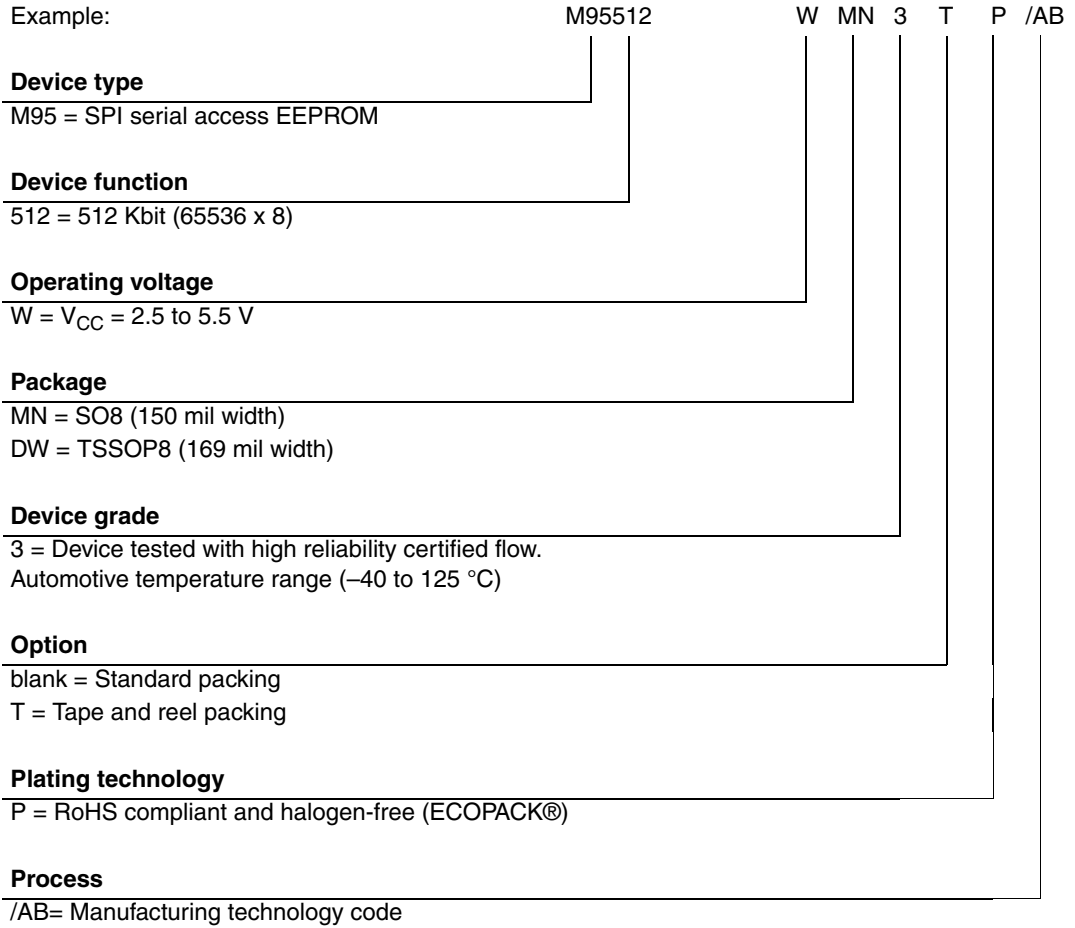 Example: M95512 W MN 3 T P /AB
Device type
M95 = SPI serial access EEPROM
Device function
512 = 512 Kbit (65536 x 8)
Operating voltage
W = VCC = 2.5 to 5.5 V
Package
MN = SO8 (150 mil width)
DW = TSSOP8 (169 mil width)
Device grade
3 = Device tested with high reliability certified flow.
Automotive temperature range (–40 to 125 °C)
Option
blank = Standard packing
T = Tape and reel packing
Plating technology
P = RoHS compliant and halogen-free (ECOPACK®)
Process
/AB= Manufacturing technology code